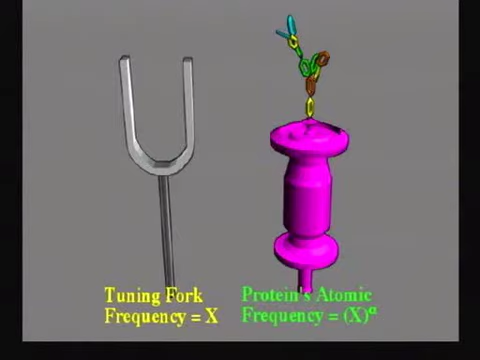 Tuning Fork
Frequency = X
Protein's Atomic
Frequency = (X)ᵅ